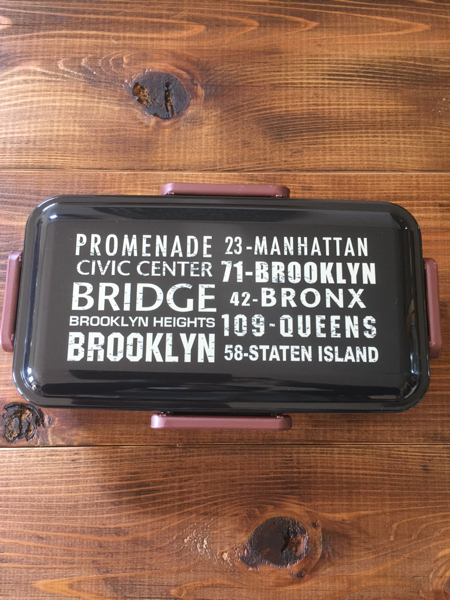 PROMENADE
CIVIC CENTER
BRIDGE
BROOKLYN HEIGHTS
BROOKLYN
23-MANHATTAN
71-BROOKLYN
42-BRONX
109-QUEENS
58-STATEN ISLAND